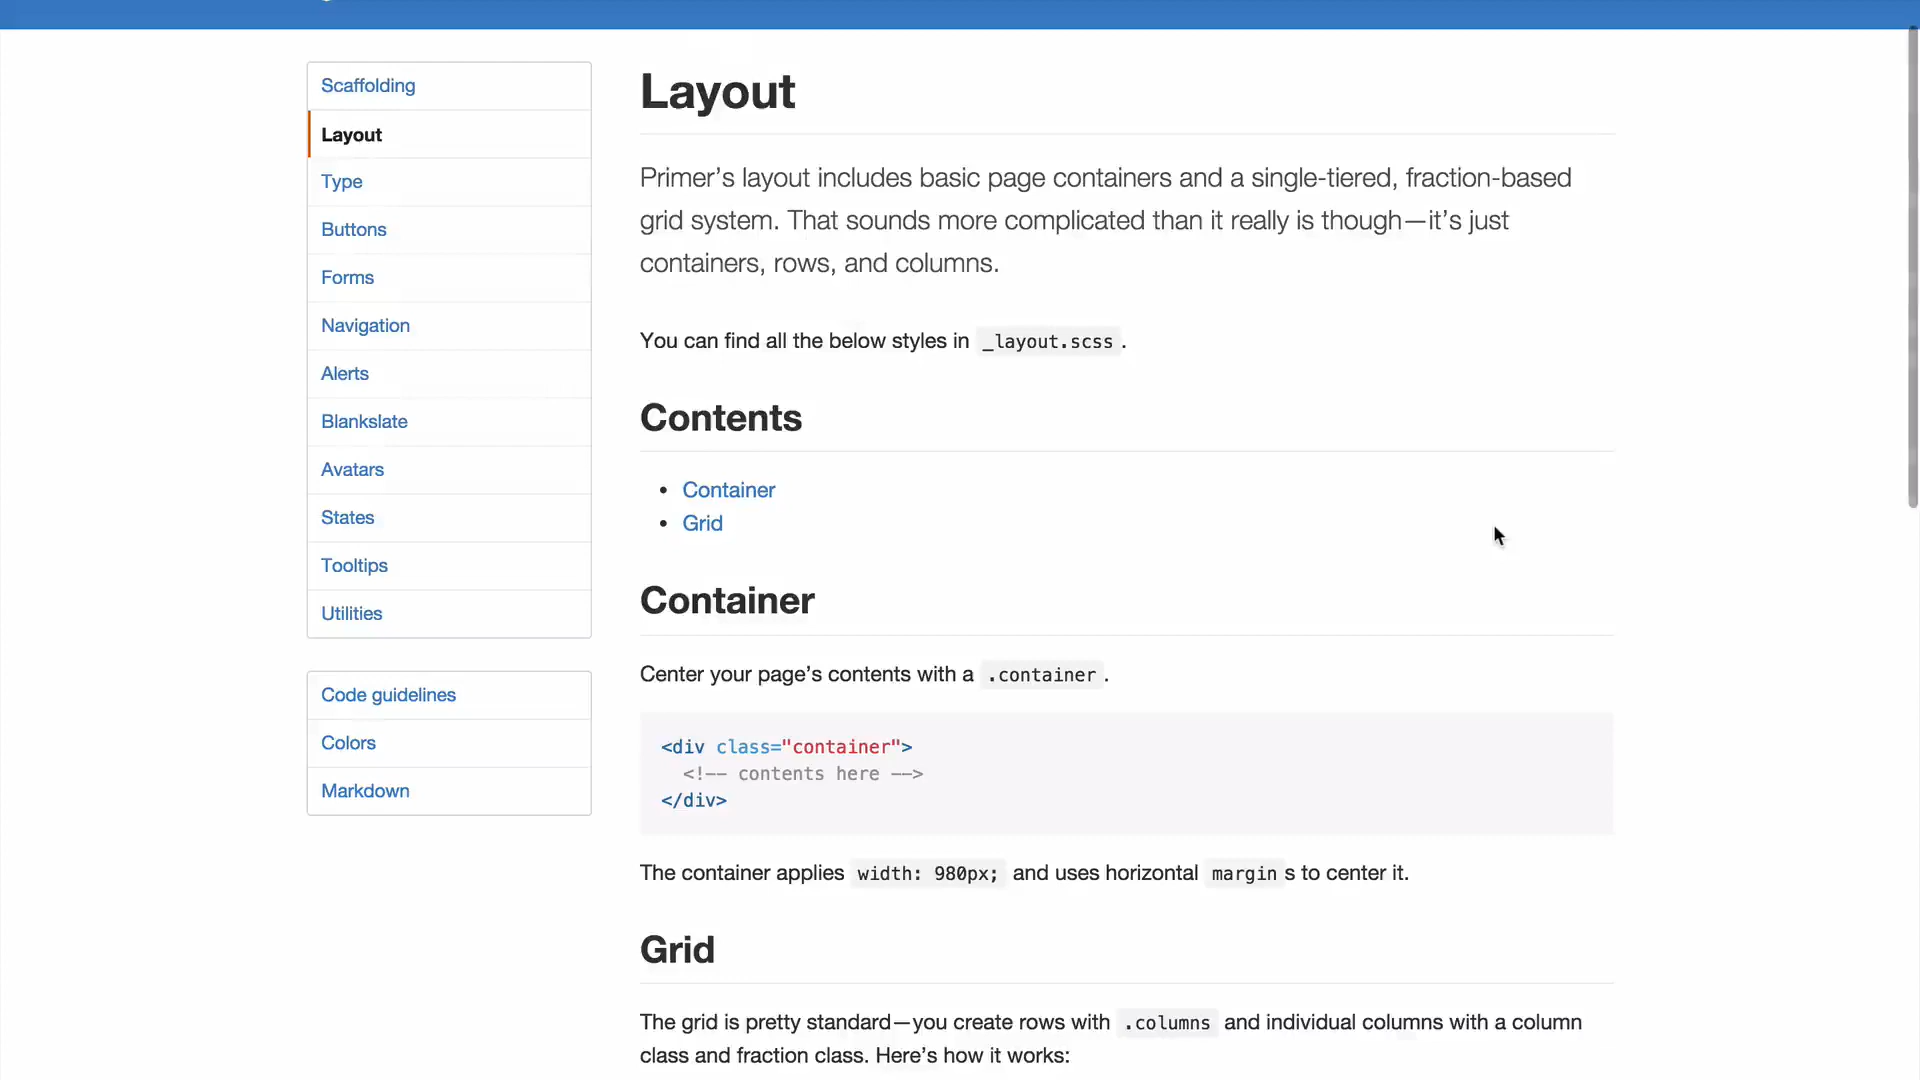 Scaffolding
Layout
Type
Buttons
Forms
Navigation
Alerts
Blankslate
Avatars
States
Tooltips
Utilities
Code guidelines
Colors
Markdown
Layout
Primer’s layout includes basic page containers and a single-tiered, fraction-based
grid system. That sounds more complicated than it really is though—it’s just
containers, rows, and columns.
You can find all the below styles in _layout.scss .
Contents
• Container
• Grid
Container
Center your page’s contents with a .container .
<div class="container">
  <!-- contents here -->
</div>
The container applies width: 980px; and uses horizontal margin s to center it.
Grid
The grid is pretty standard—you create rows with .columns and individual columns with a column
class and fraction class. Here’s how it works: